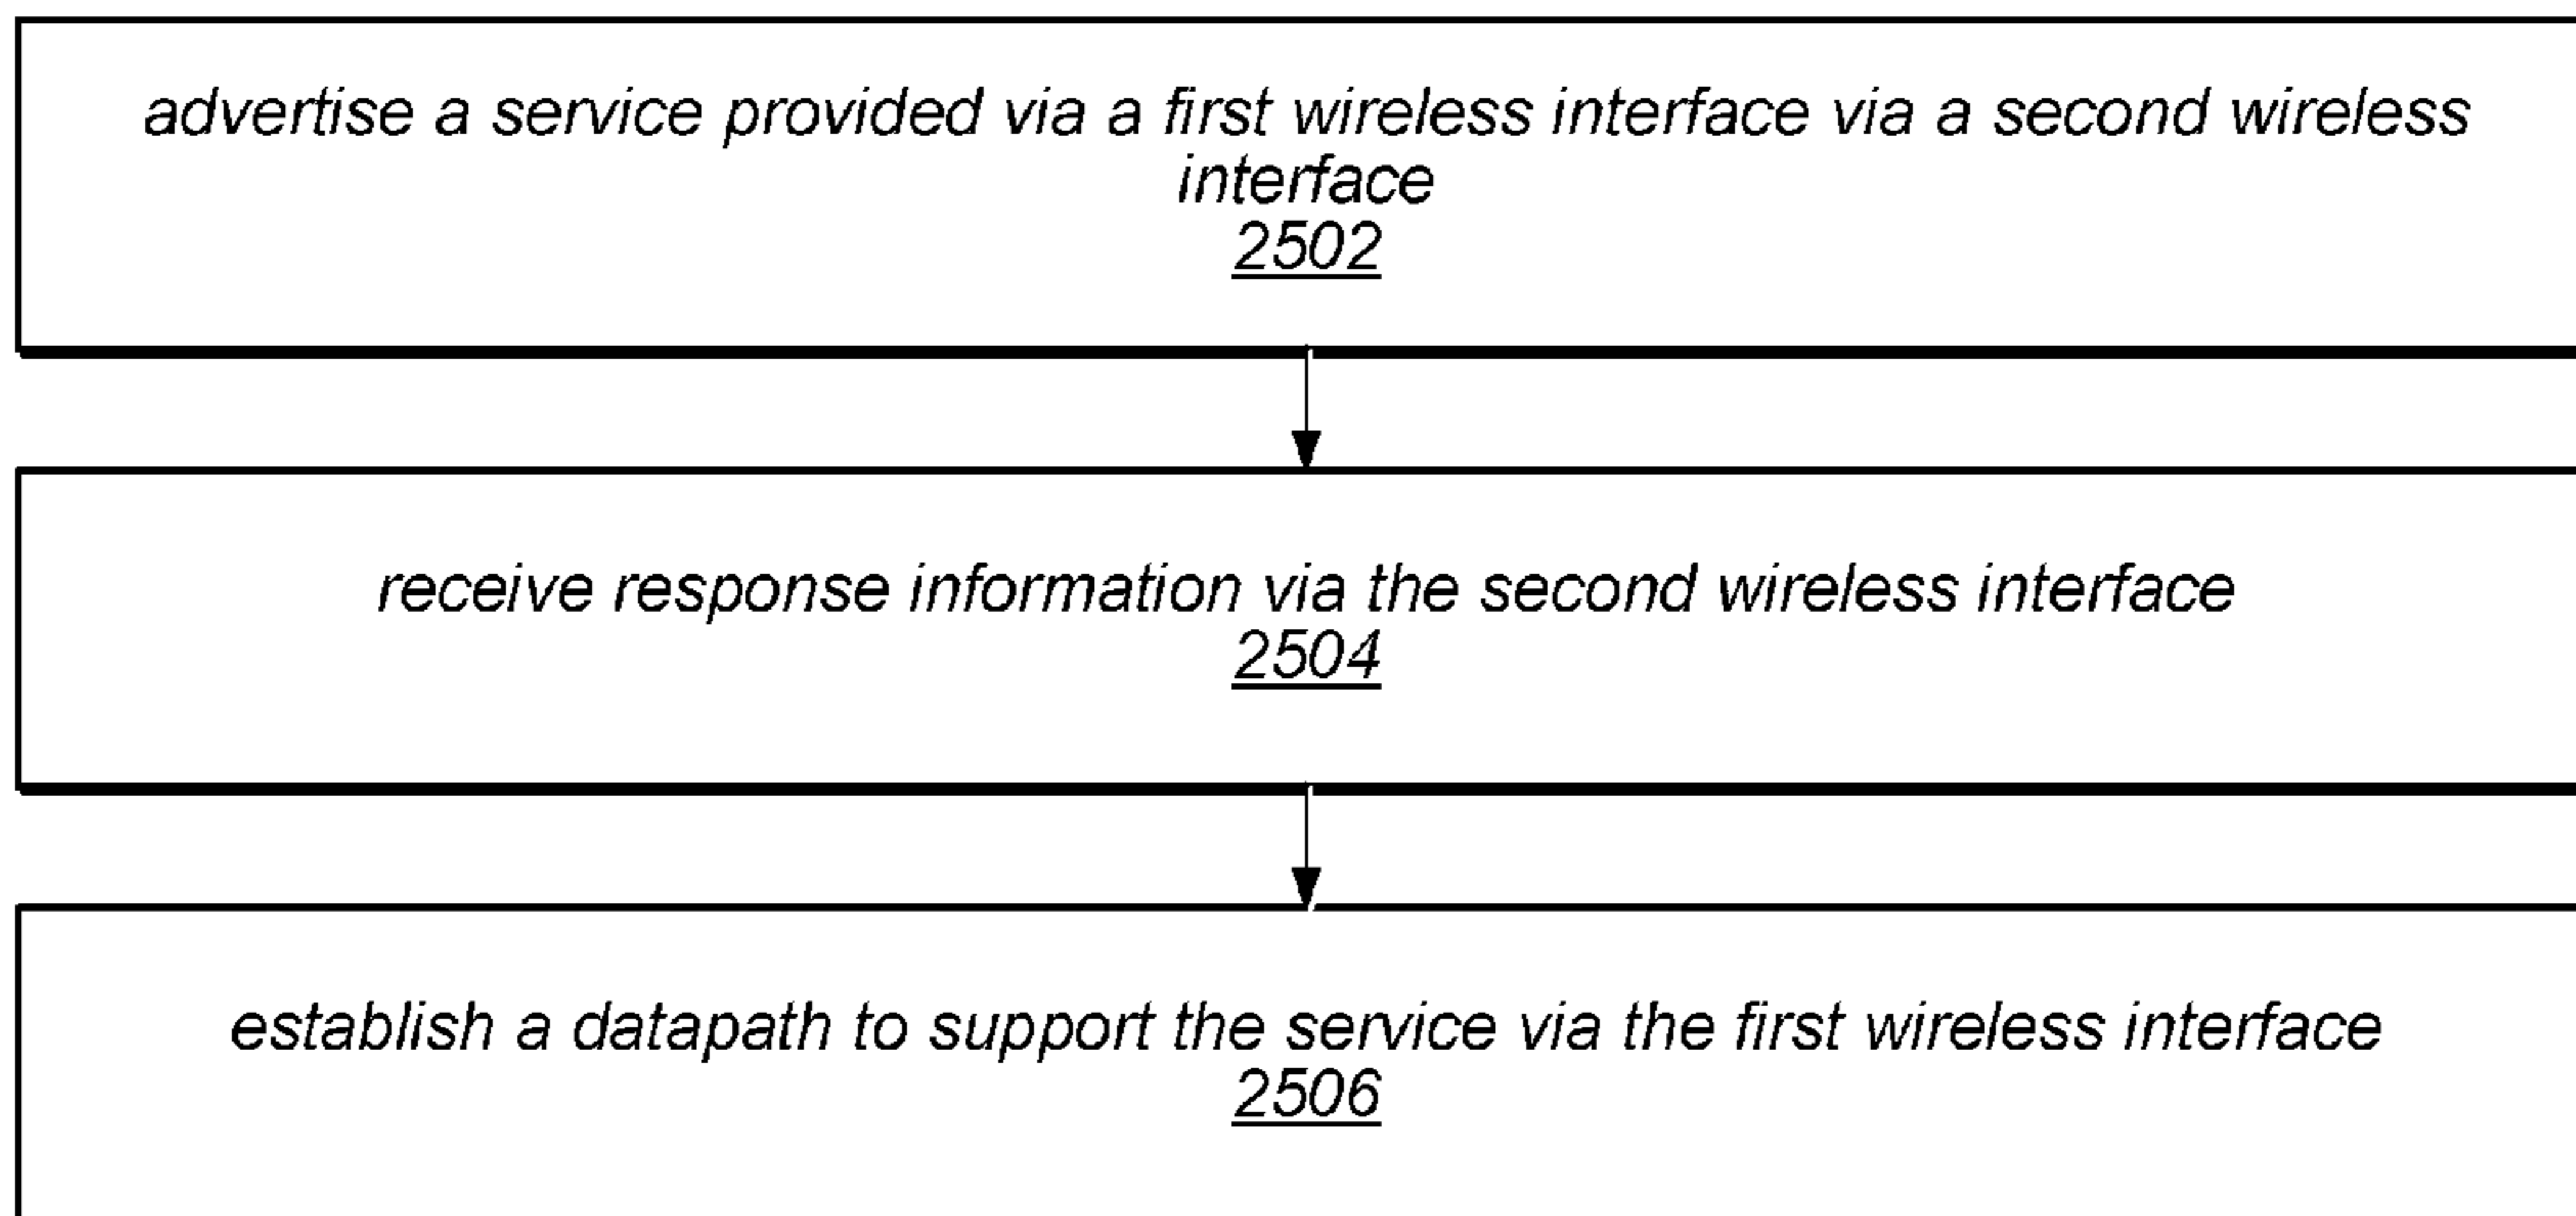 advertise a service provided via a first wireless interface via a second wireless
interface
2502
receive response information via the second wireless interface
2504
establish a datapath to support the service via the first wireless interface
2506